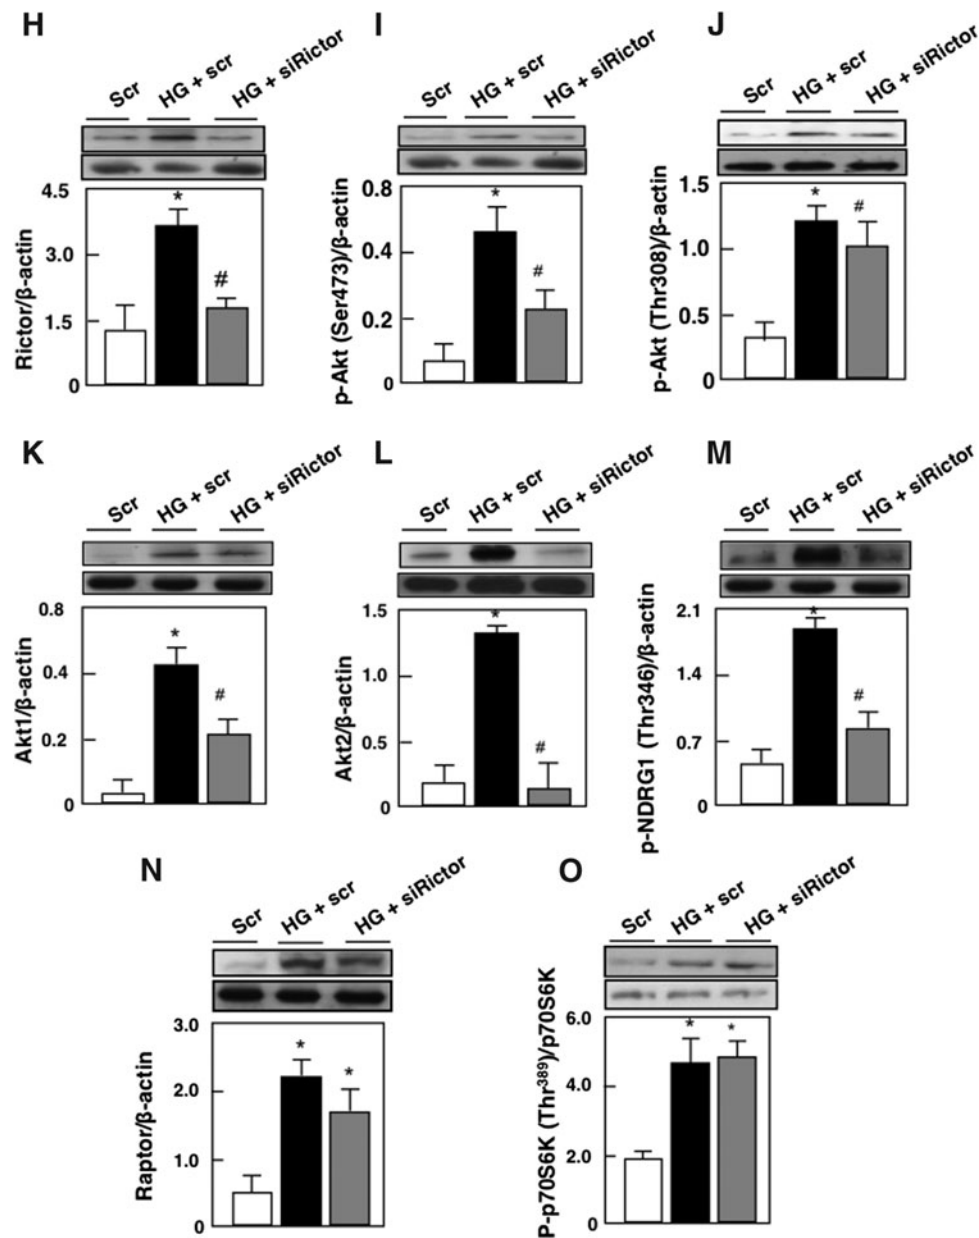 H
Scr
HG + scr
HG + siRictor
Rictor/β-actin
4.5
3.0
1.5
0
*
#
I
Scr
HG + scr
HG + siRictor
p-Akt (Ser473)/β-actin
0.8
0.4
0.2
0
*
#
J
Scr
HG + scr
HG + siRictor
p-Akt (Thr308)/β-actin
1.5
1.0
0.5
0
*
#
K
Scr
HG + scr
HG + siRictor
Akt1/β-actin
0.8
0.4
0.2
0
*
#
L
Scr
HG + scr
HG + siRictor
Akt2/β-actin
1.5
1.0
0.5
0
*
#
M
Scr
HG + scr
HG + siRictor
p-NDRG1 (Thr346)/β-actin
2.1
1.4
0.7
0
*
#
N
Scr
HG + scr
HG + siRictor
Raptor/β-actin
3.0
2.0
1.0
0
*
*
O
Scr
HG + scr
HG + siRictor
P-p70S6K (Thr³⁸⁹)/p70S6K
6.0
4.0
2.0
0
*
*